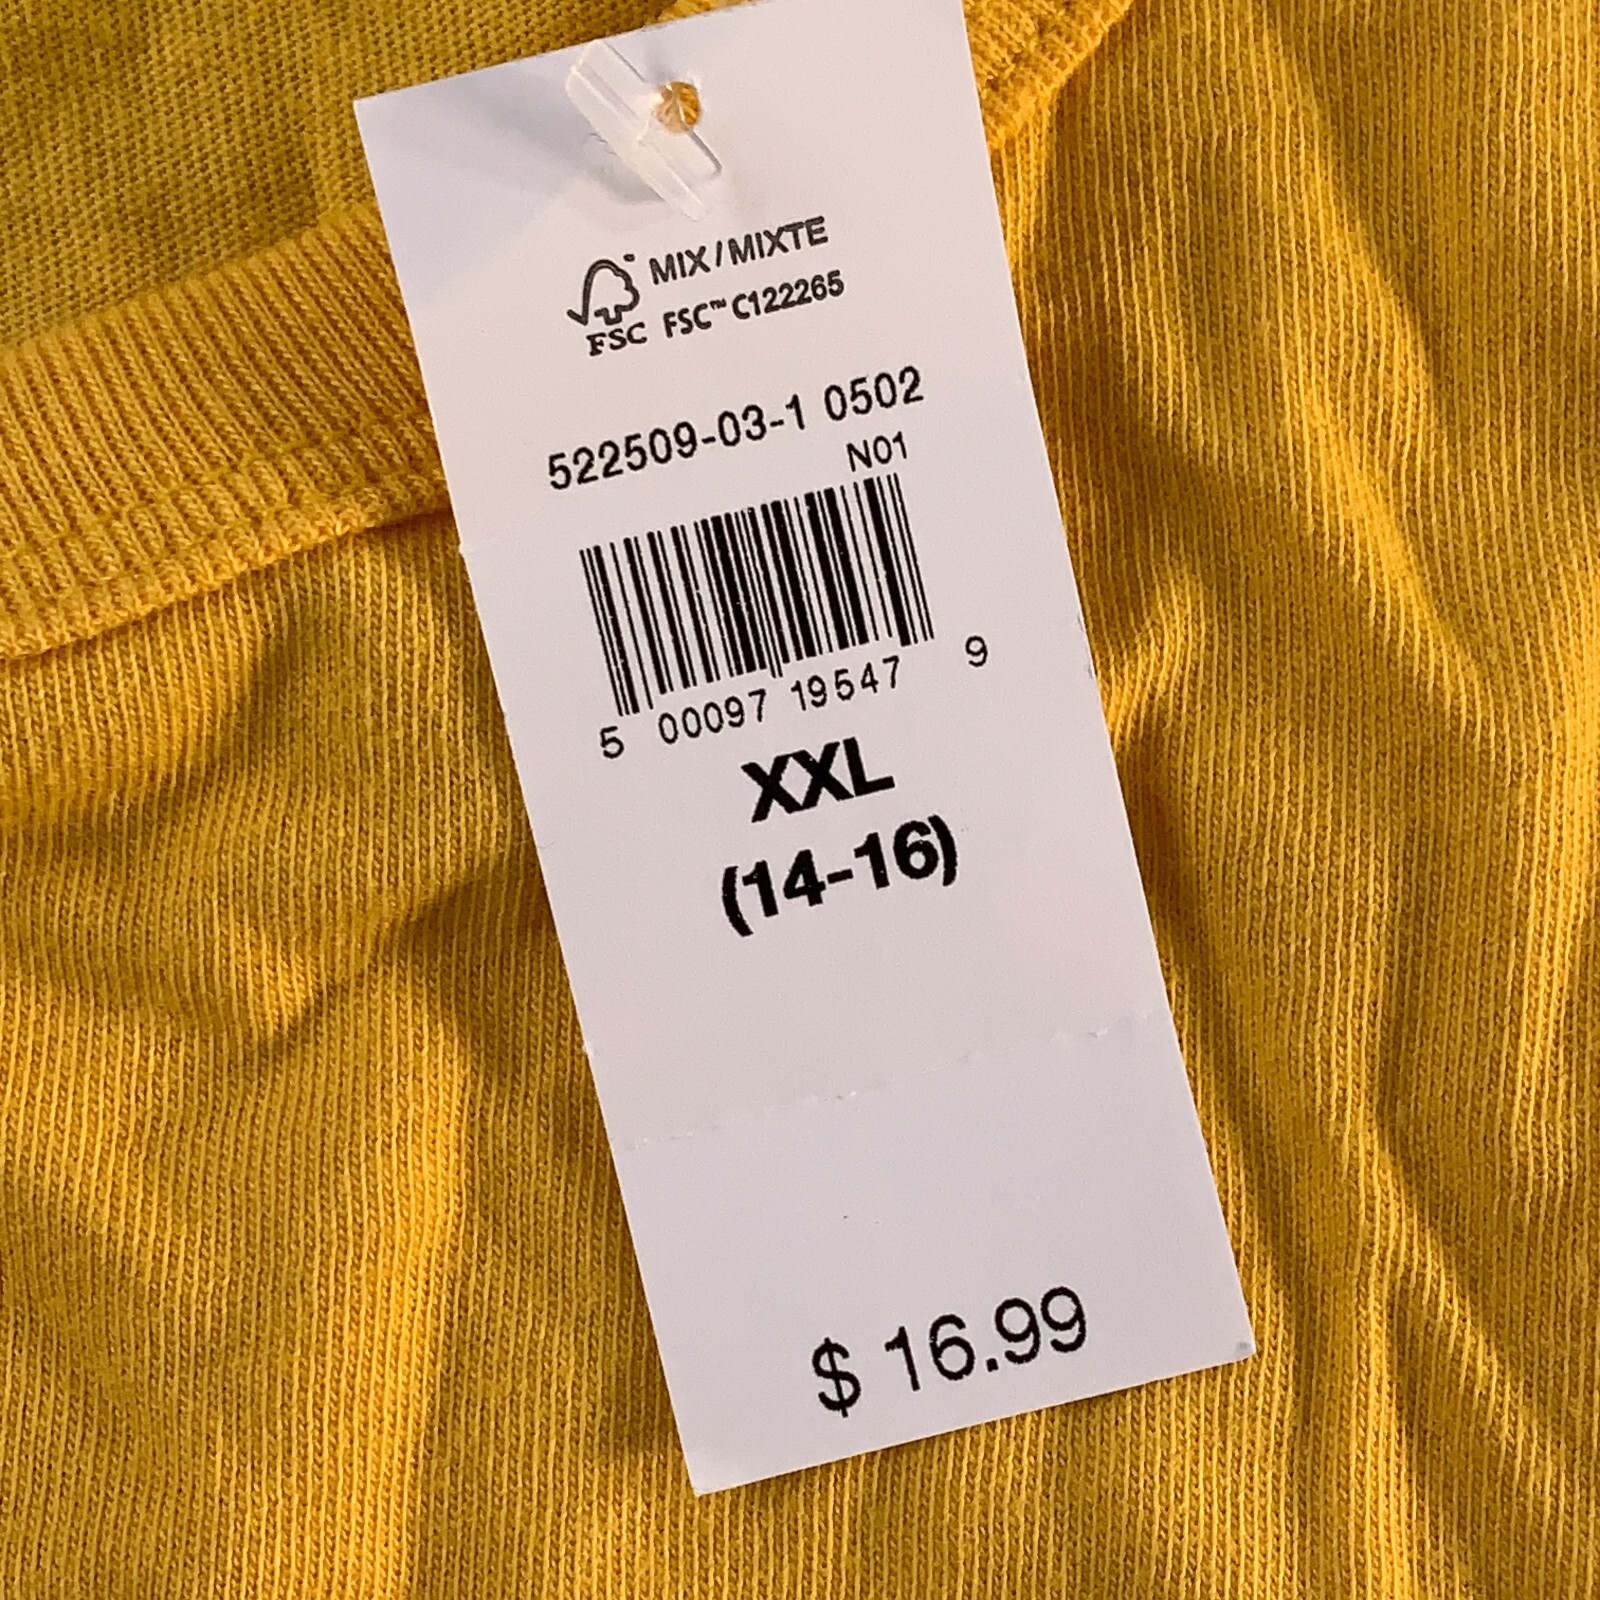 MIX/MIXTE
FSC FSC™ C122265
522509-03-1 0502
N01
5 00097 19547 9
XXL
(14-16)
$ 16.99